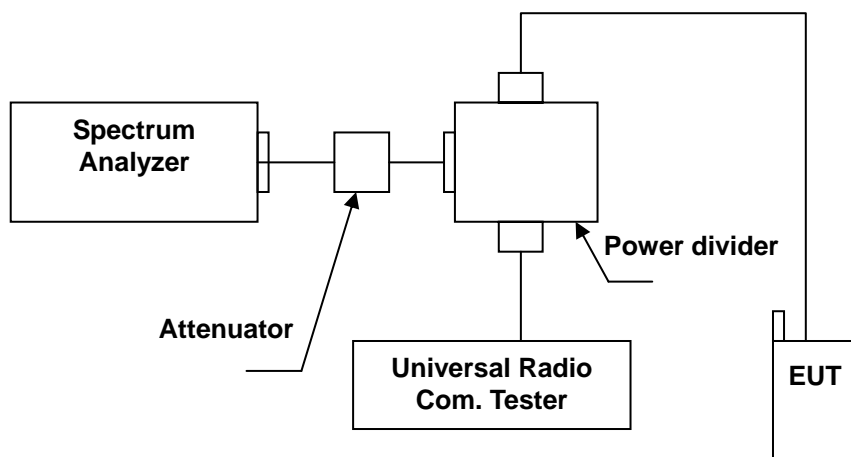 Spectrum
Analyzer
Power divider
Attenuator
Universal Radio
Com. Tester
EUT